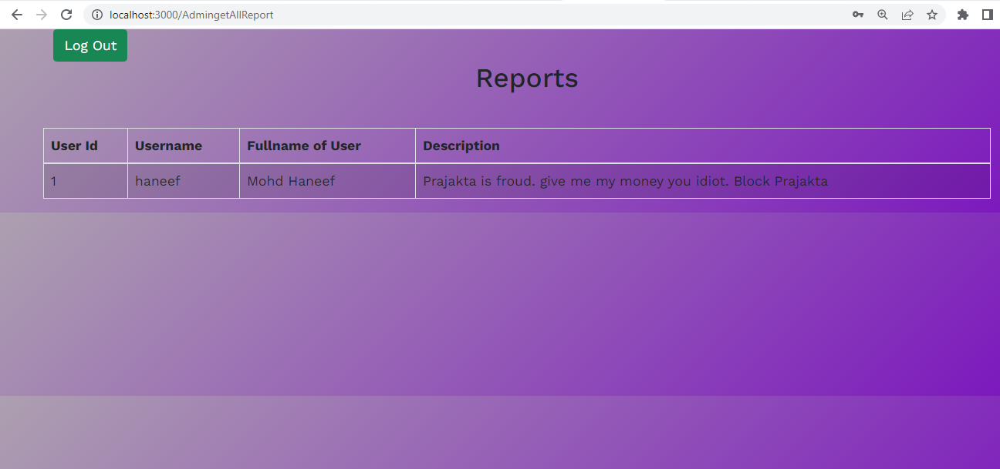 localhost:3000/AdmingetAllReport
Log Out
Reports
User Id Username Fullname of User Description
1 haneef Mohd Haneef Prajakta is froud. give me my money you idiot. Block Prajakta